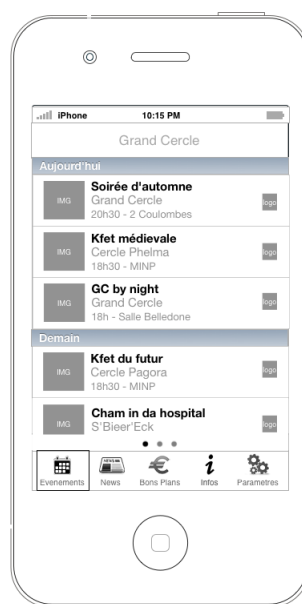 iPhone 10:15 PM
Grand Cercle
Aujourd'hui
IMG
Soirée d'automne
Grand Cercle
20h30 - 2 Coulombes
logo
IMG
Kfet médievale
Cercle Phelma
18h30 - MINP
logo
IMG
GC by night
Grand Cercle
18h - Salle Belledone
logo
Demain
IMG
Kfet du futur
Cercle Pagora
18h30 - MINP
logo
IMG
Cham in da hospital
S'Bieer'Eck
logo
Evenements News Bons Plans Infos Parametres